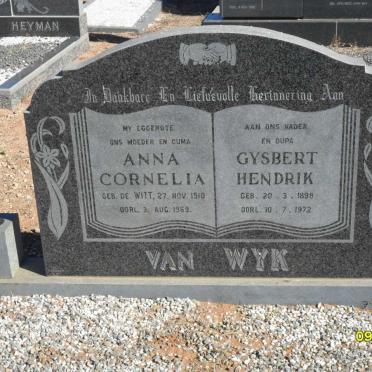 HEYMAN
In Dankbare En Liefdevolle Herinnering Aan
MY EGGENOTE
ONS MOEDER EN OUMA
ANNA
CORNELIA
GEB. DE WITT, 27. NOV. 1910
OORL. 3. AUG. 1969.
AAN ONS VADER
EN OUPA
GYSBERT
HENDRIK
GEB. 20 · 3 · 1898
OORL. 10 · 7 · 1972
VAN WYK
09